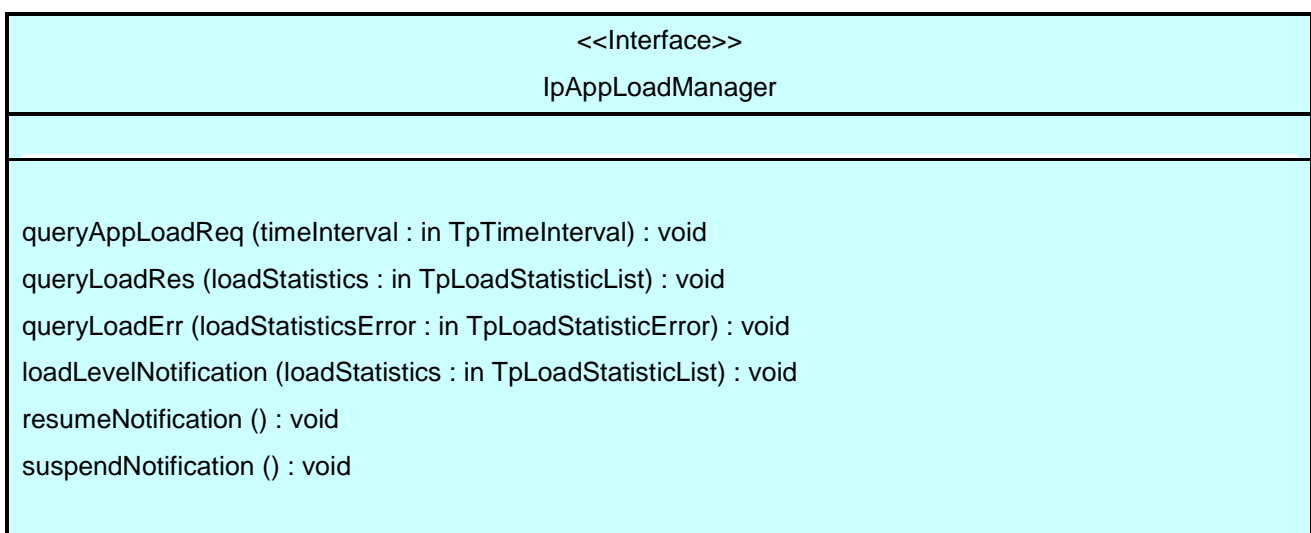 <<Interface>>
IpAppLoadManager
queryAppLoadReq (timeInterval : in TpTimeInterval) : void
queryLoadRes (loadStatistics : in TpLoadStatisticList) : void
queryLoadErr (loadStatisticsError : in TpLoadStatisticError) : void
loadLevelNotification (loadStatistics : in TpLoadStatisticList) : void
resumeNotification () : void
suspendNotification () : void